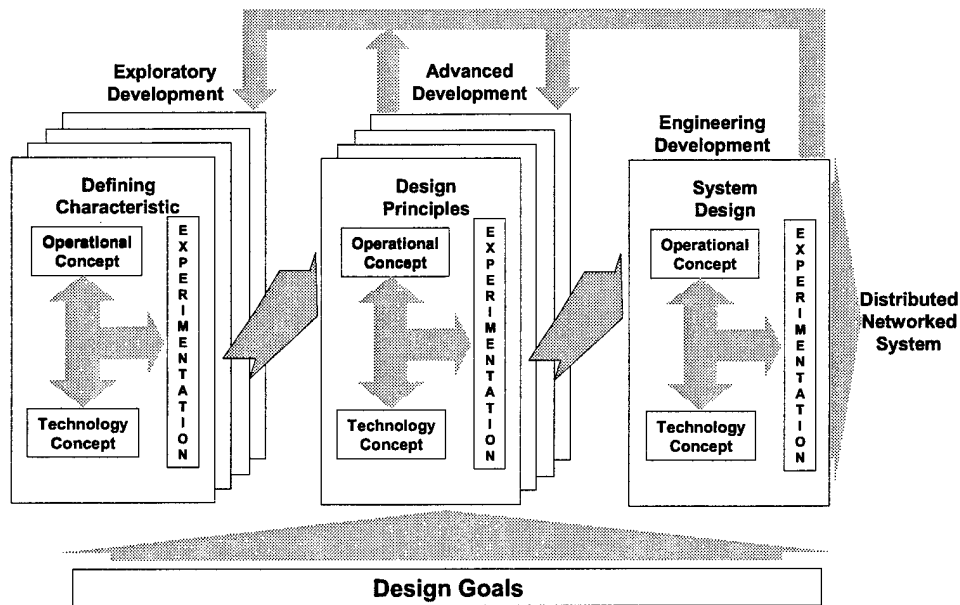 Exploratory
Development
Defining
Characteristic
Operational
Concept
Technology
Concept
EXPERIMENTATION
Advanced
Development
Design
Principles
Operational
Concept
Technology
Concept
EXPERIMENTATION
Engineering
Development
System
Design
Operational
Concept
Technology
Concept
EXPERIMENTATION
Distributed
Networked
System
Design Goals